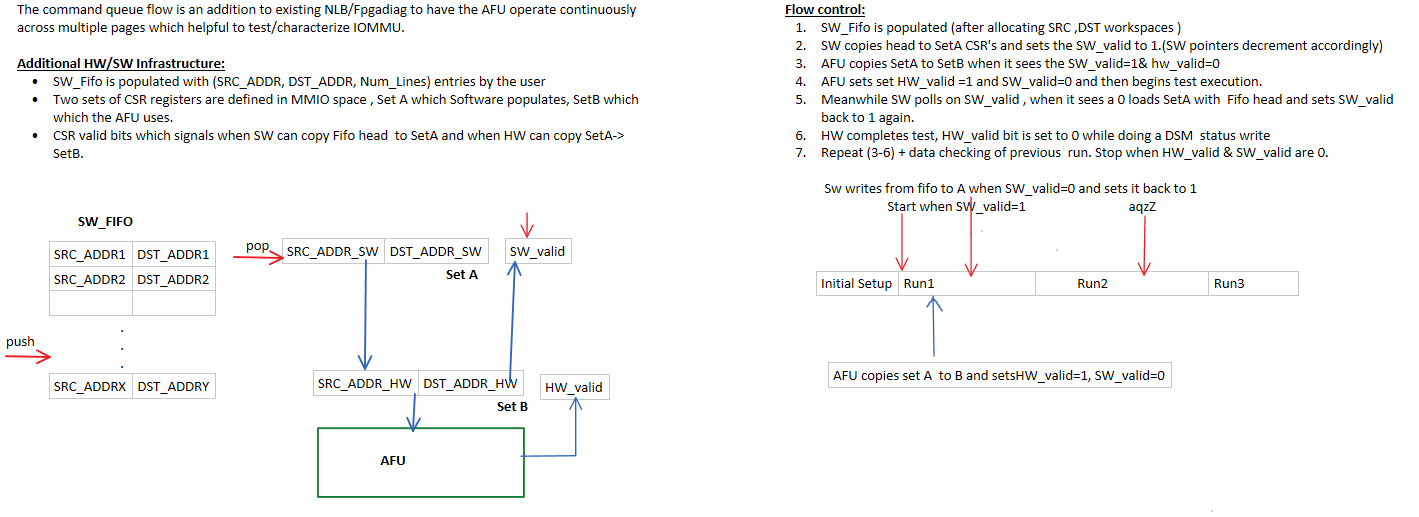 The command queue flow is an addition to existing NLB/Fpgadiag to have the AFU operate continuously
across multiple pages which helpful to test/characterize IOMMU.
Additional HW/SW Infrastructure:
• SW_Fifo is populated with (SRC_ADDR, DST_ADDR, Num_Lines) entries by the user
• Two sets of CSR registers are defined in MMIO space , Set A which Software populates, SetB which
which the AFU uses.
• CSR valid bits which signals when SW can copy Fifo head to SetA and when HW can copy SetA->
SetB.
SW_FIFO
SRC_ADDR1 DST_ADDR1
SRC_ADDR2 DST_ADDR2
.
.
.
push
SRC_ADDRX DST_ADDRY
pop
SRC_ADDR_SW DST_ADDR_SW
SW_valid
Set A
SRC_ADDR_HW DST_ADDR_HW
HW_valid
Set B
AFU
Flow control:
1. SW_Fifo is populated (after allocating SRC ,DST workspaces )
2. SW copies head to SetA CSR's and sets the SW_valid to 1.(SW pointers decrement accordingly)
3. AFU copies SetA to SetB when it sees the SW_valid=1& hw_valid=0
4. AFU sets set HW_valid =1 and SW_valid=0 and then begins test execution.
5. Meanwhile SW polls on SW_valid , when it sees a 0 loads SetA with Fifo head and sets SW_valid
back to 1 again.
6. HW completes test, HW_valid bit is set to 0 while doing a DSM status write
7. Repeat (3-6) + data checking of previous run. Stop when HW_valid & SW_valid are 0.
Sw writes from fifo to A when SW_valid=0 and sets it back to 1
Start when SW_valid=1
aqzZ
Initial Setup Run1 Run2 Run3
AFU copies set A to B and setsHW_valid=1, SW_valid=0